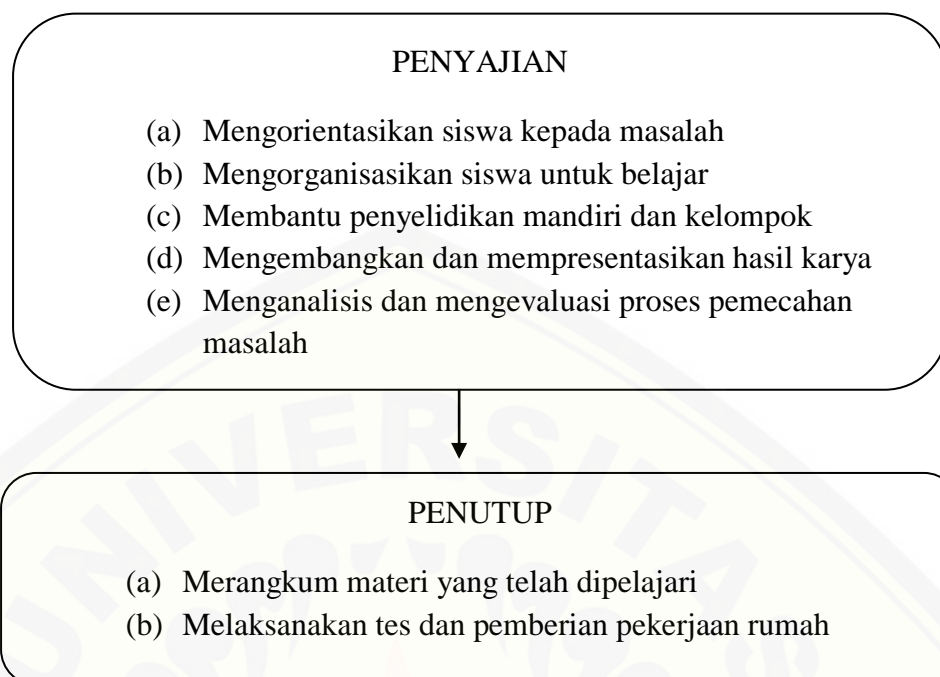 PENYAJIAN
(a) Mengorientasikan siswa kepada masalah
(b) Mengorganisasikan siswa untuk belajar
(c) Membantu penyelidikan mandiri dan kelompok
(d) Mengembangkan dan mempresentasikan hasil karya
(e) Menganalisis dan mengevaluasi proses pemecahan
masalah
UNIVERSITAS
PENUTUP
(a) Merangkum materi yang telah dipelajari
(b) Melaksanakan tes dan pemberian pekerjaan rumah